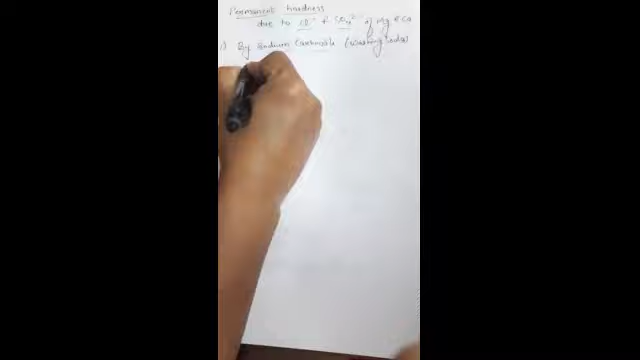 Permanent hardness
due to Cl⁻ & SO₄²⁻ of Mg & Ca
1) By Sodium Carbonate (washing soda)